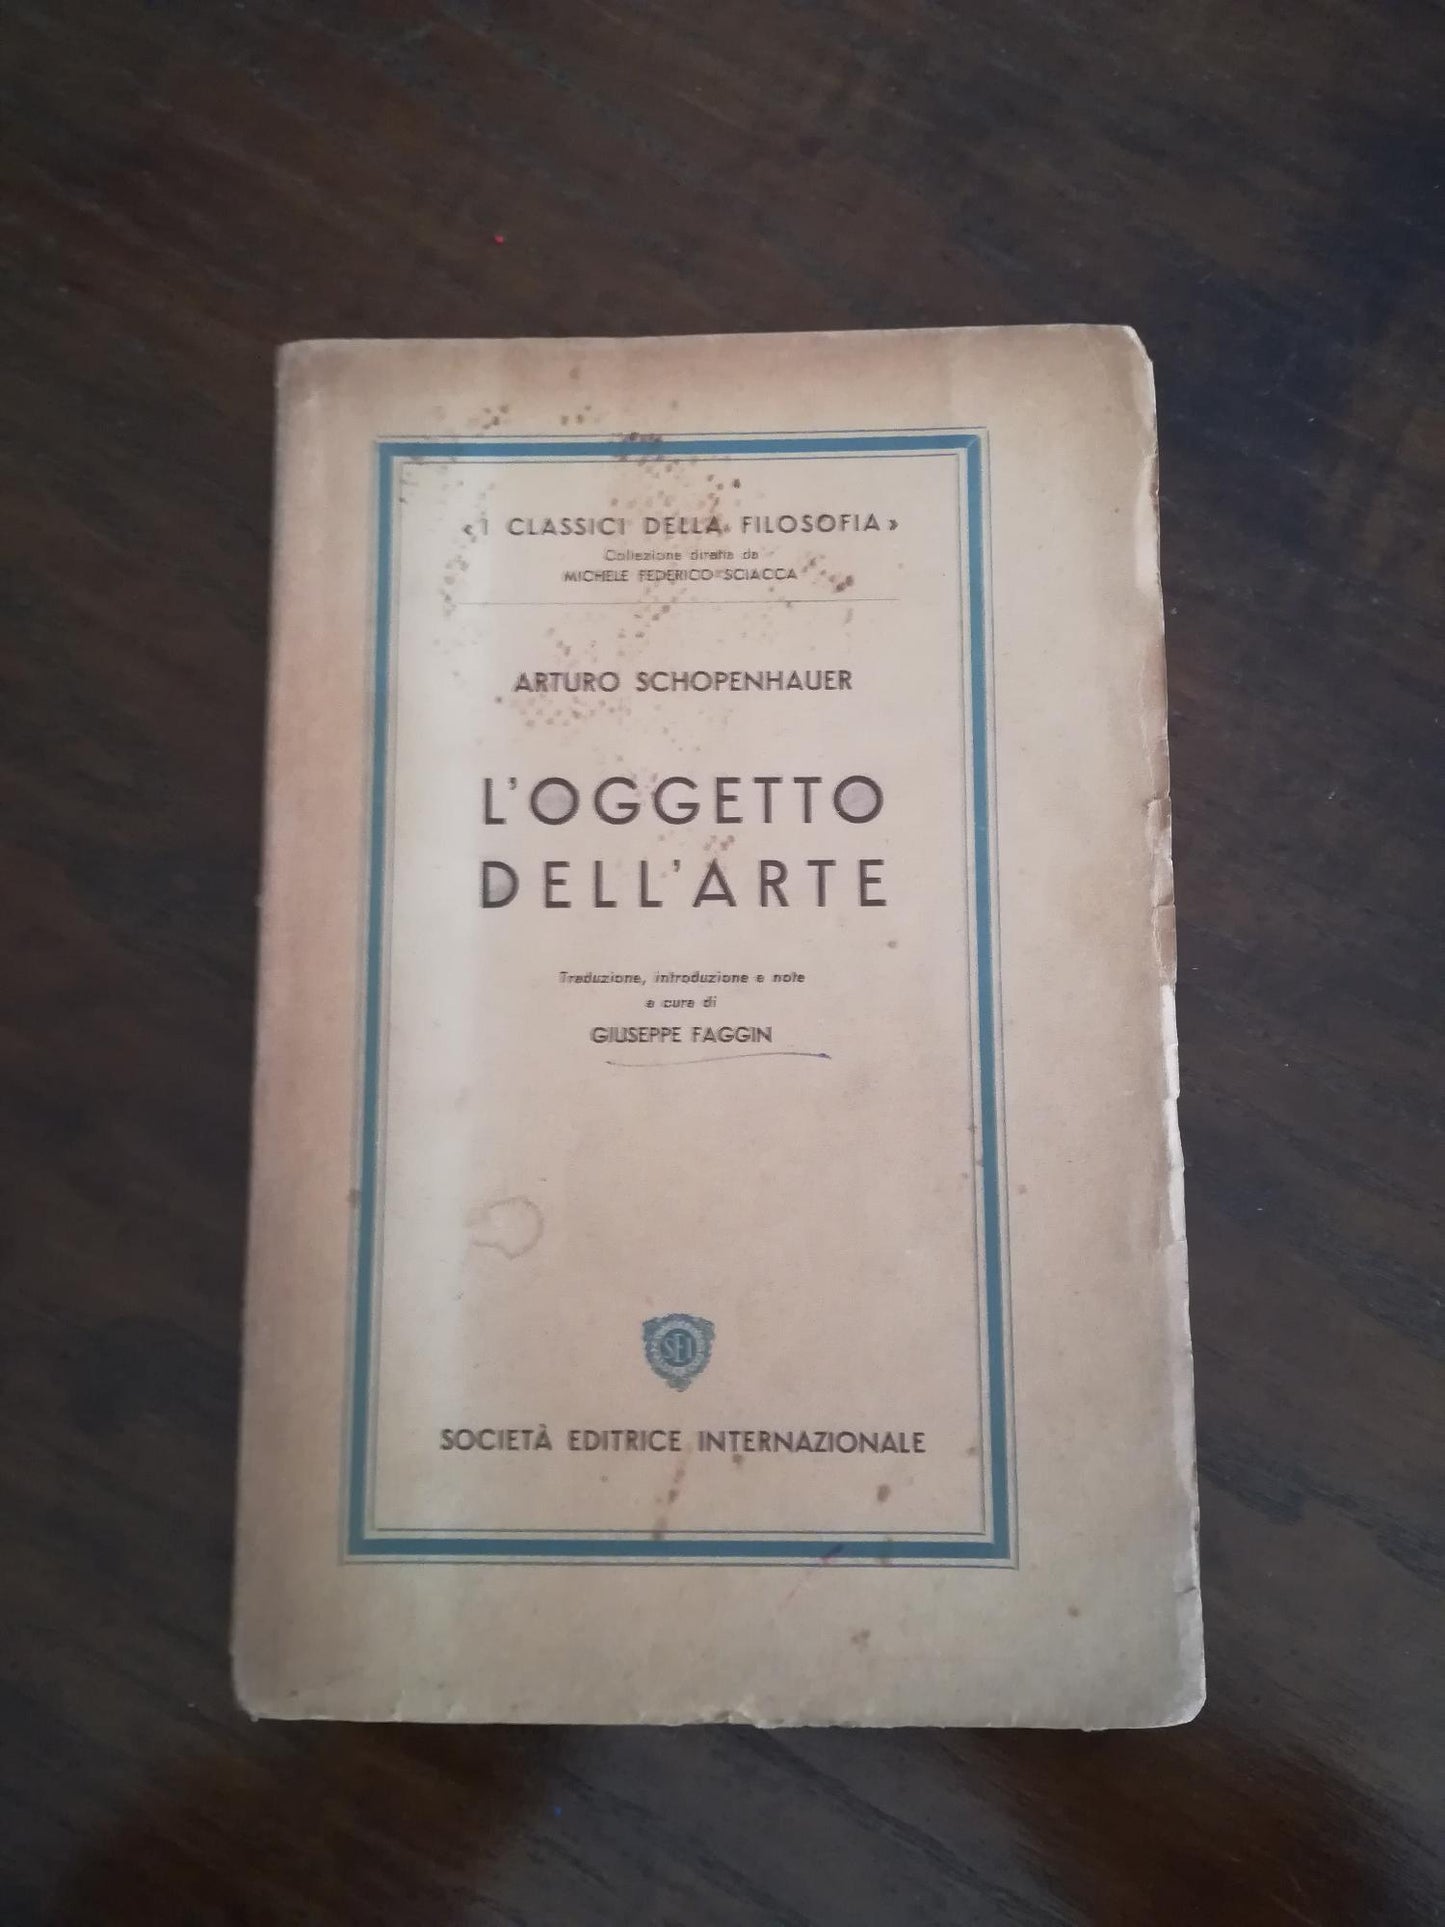 « I CLASSICI DELLA FILOSOFIA »
Collezione diretta da
MICHELE FEDERICO SCIACCA
ARTURO SCHOPENHAUER
L'OGGETTO
DELL'ARTE
Traduzione, introduzione e note
a cura di
GIUSEPPE FAGGIN
SEI
SOCIETÀ EDITRICE INTERNAZIONALE